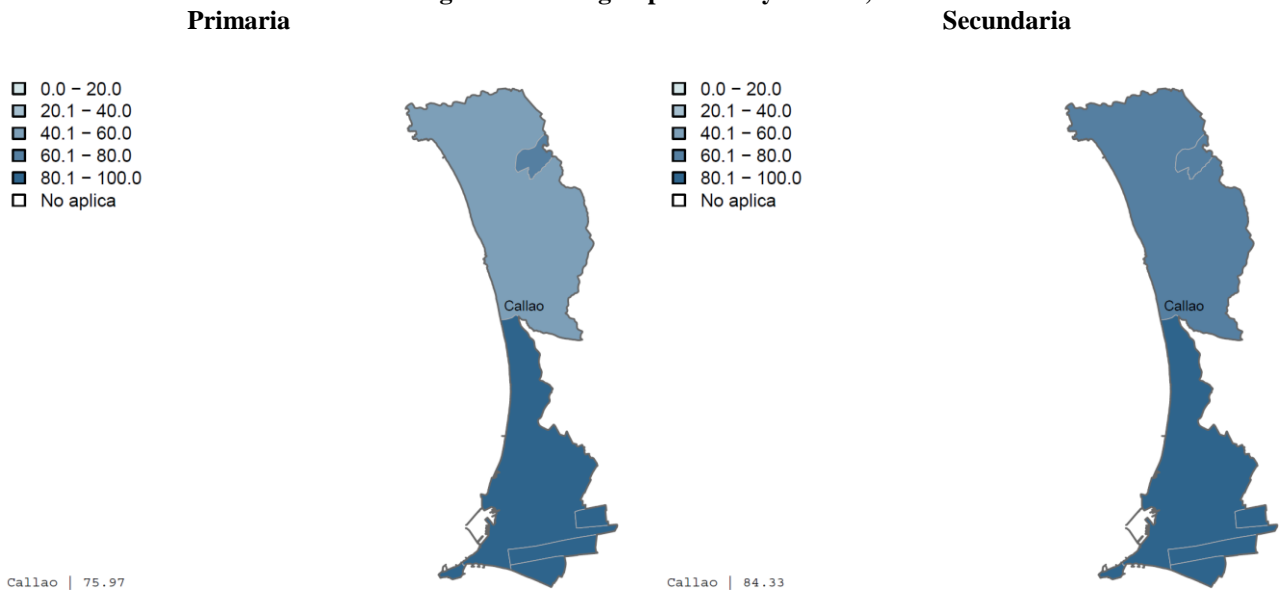 Primaria
Secundaria
0.0 − 20.0
20.1 − 40.0
40.1 − 60.0
60.1 − 80.0
80.1 − 100.0
No aplica
Callao
Callao | 75.97
0.0 − 20.0
20.1 − 40.0
40.1 − 60.0
60.1 − 80.0
80.1 − 100.0
No aplica
Callao
Callao | 84.33